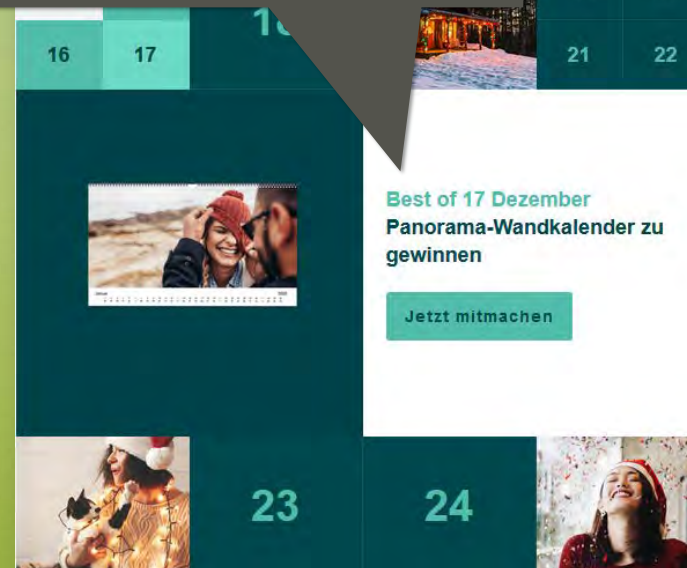 16
17
21
22
Best of 17 Dezember
Panorama-Wandkalender zu
gewinnen
Jetzt mitmachen
23
24